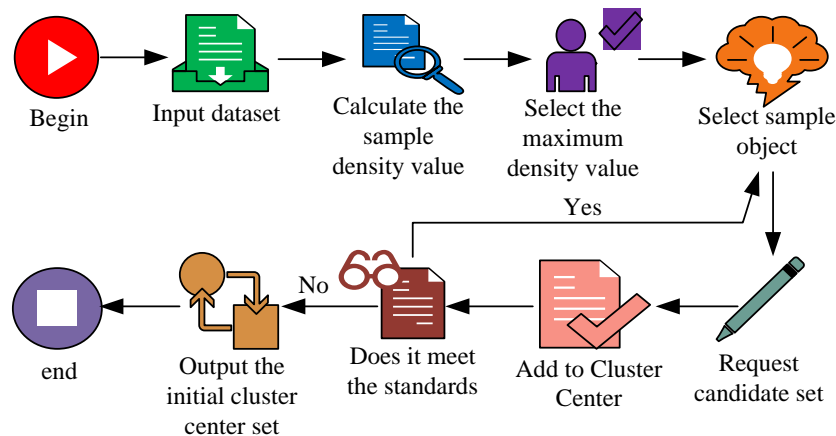 Begin
Input dataset
Calculate the
sample
density value
Select the
maximum
density value
Select sample
object
Yes
No
end
Output the
initial cluster
center set
Does it meet
the standards
Add to Cluster
Center
Request
candidate set